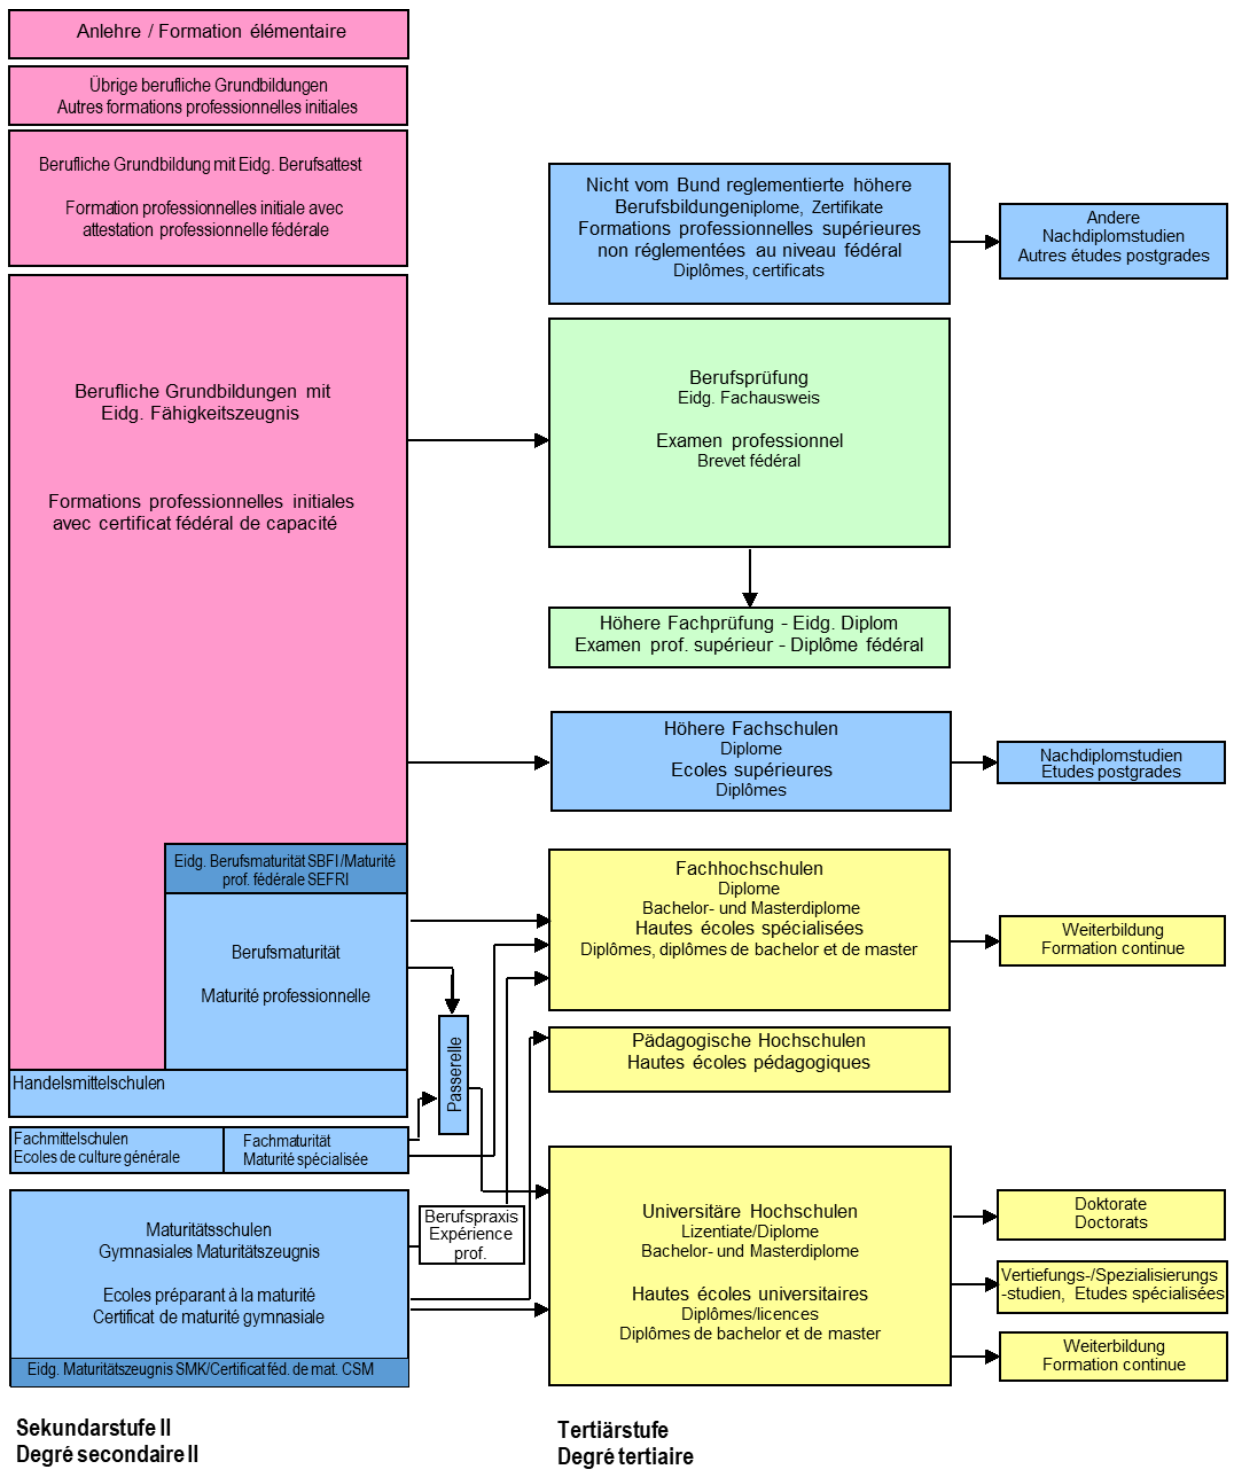 Anlehre / Formation élémentaire
Übrige berufliche Grundbildungen
Autres formations professionnelles initiales
Berufliche Grundbildung mit Eidg. Berufsattest
Formation professionnelles initiale avec
attestation professionnelle fédérale
Berufliche Grundbildungen mit
Eidg. Fähigkeitszeugnis
Formations professionnelles initiales
avec certificat fédéral de capacité
Eidg. Berufsmaturität SBFI/Maturité
prof. fédérale SEFRI
Berufsmaturität
Maturité professionnelle
Handelsmittelschulen
Fachmittelschulen
Ecoles de culture générale
Fachmaturität
Maturité spécialisée
Maturitätsschulen
Gymnasiales Maturitätszeugnis
Ecoles préparant à la maturité
Certificat de maturité gymnasiale
Eidg. Maturitätszeugnis SMK/Certificat féd. de mat. CSM
Sekundarstufe II
Degré secondaire II
Passerelle
Berufspraxis
Expérience
prof.
Nicht vom Bund reglementierte höhere
Berufsbildungeniplome, Zertifikate
Formations professionnelles supérieures
non réglementées au niveau fédéral
Diplômes, certificats
Berufsprüfung
Eidg. Fachausweis
Examen professionnel
Brevet fédéral
Höhere Fachprüfung - Eidg. Diplom
Examen prof. supérieur - Diplôme fédéral
Höhere Fachschulen
Diplome
Ecoles supérieures
Diplômes
Fachhochschulen
Diplome
Bachelor- und Masterdiplome
Hautes écoles spécialisées
Diplômes, diplômes de bachelor et de master
Pädagogische Hochschulen
Hautes écoles pédagogiques
Universitäre Hochschulen
Lizentiate/Diplome
Bachelor- und Masterdiplome
Hautes écoles universitaires
Diplômes/licences
Diplômes de bachelor et de master
Tertiärstufe
Degré tertiaire
Andere
Nachdiplomstudien
Autres études postgrades
Nachdiplomstudien
Etudes postgrades
Weiterbildung
Formation continue
Doktorate
Doctorats
Vertiefungs-/Spezialisierungs
-studien, Etudes spécialisées
Weiterbildung
Formation continue